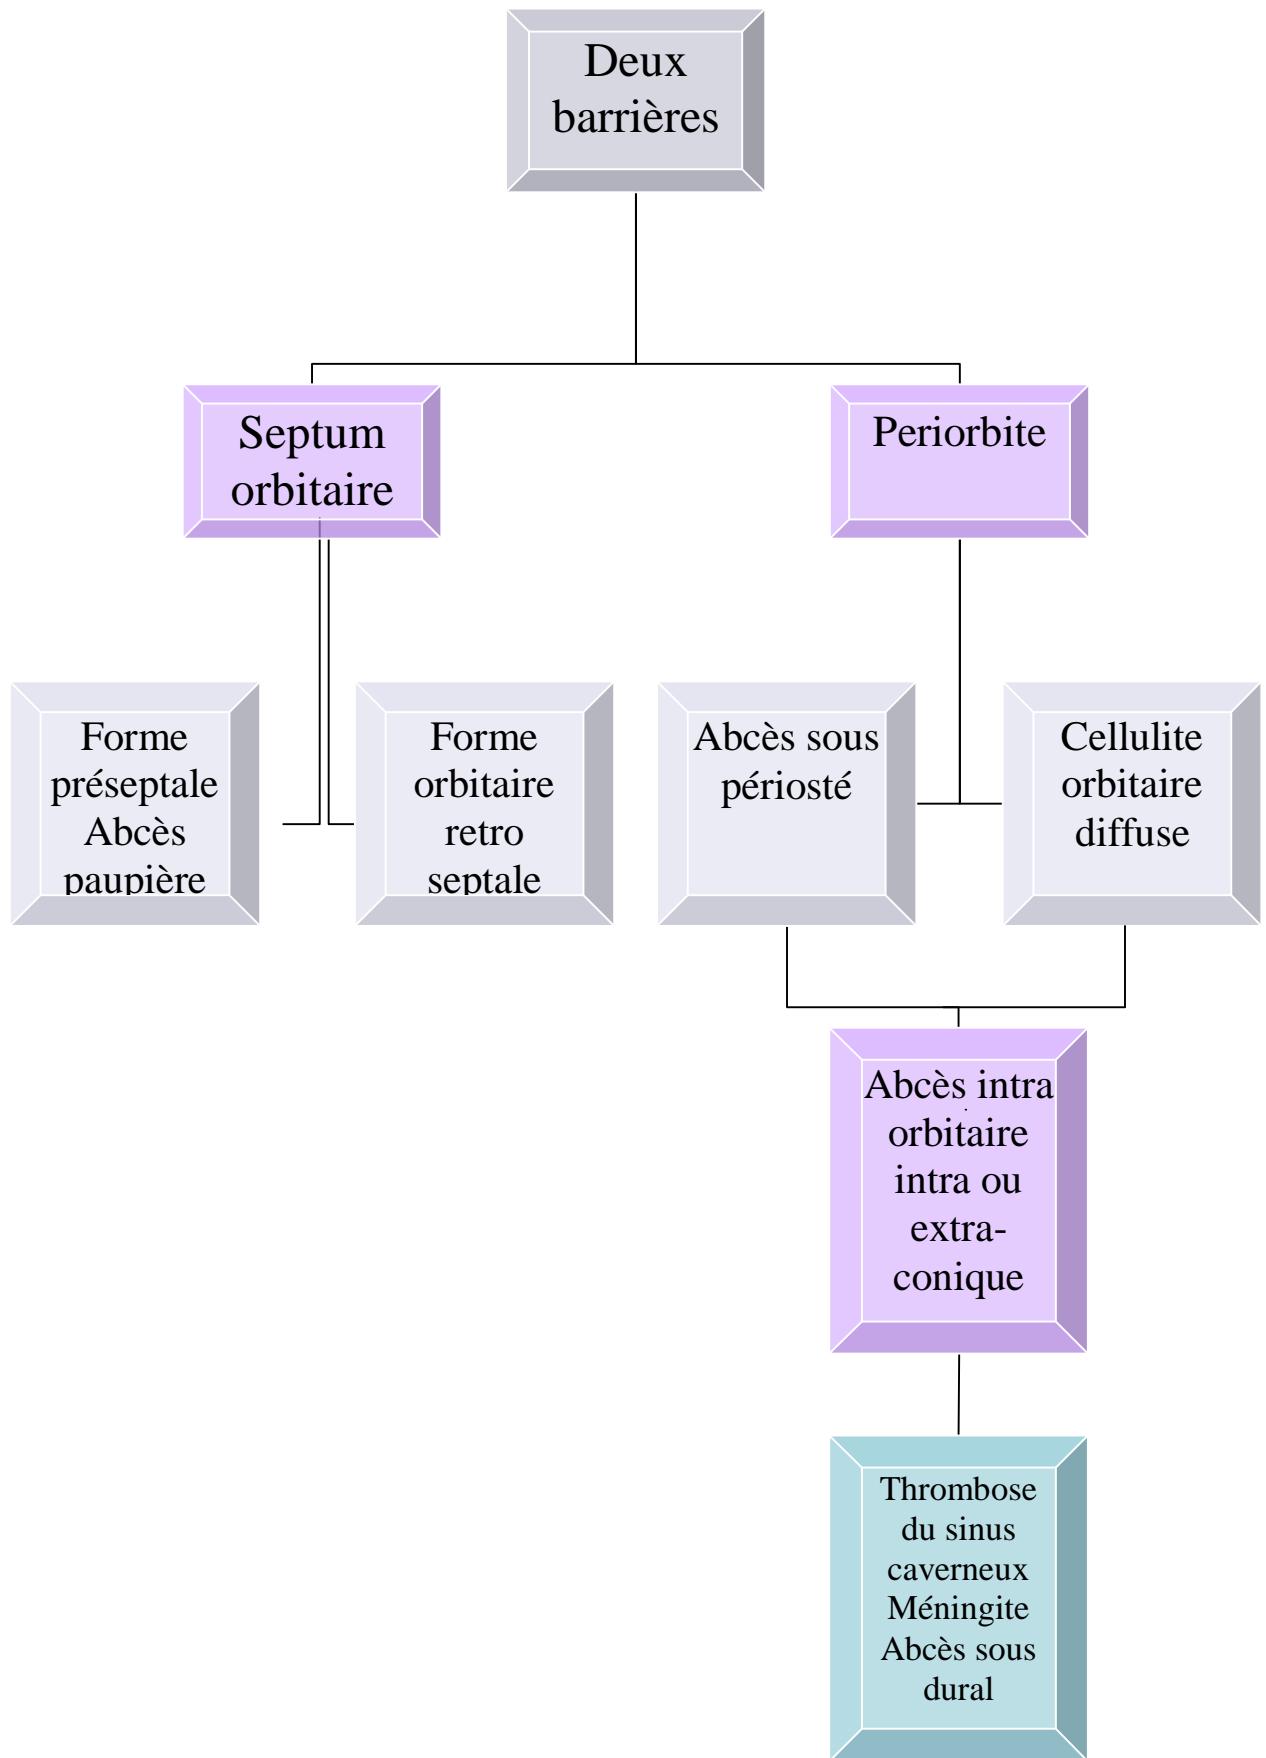 Deux
barrières
Septum
orbitaire
Periorbite
Forme
préseptale
Abcès
paupière
Forme
orbitaire
retro
septale
Abcès sous
périosté
Cellulite
orbitaire
diffuse
Abcès intra
orbitaire
intra ou
extra-
conique
Thrombose
du sinus
caverneux
Méningite
Abcès sous
dural